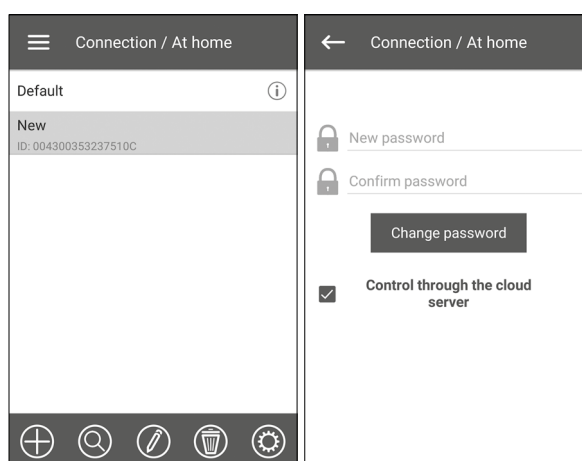 Connection / At home
Default
New
ID: 004300353237510C
Connection / At home
New password
Confirm password
Change password
Control through the cloud
server